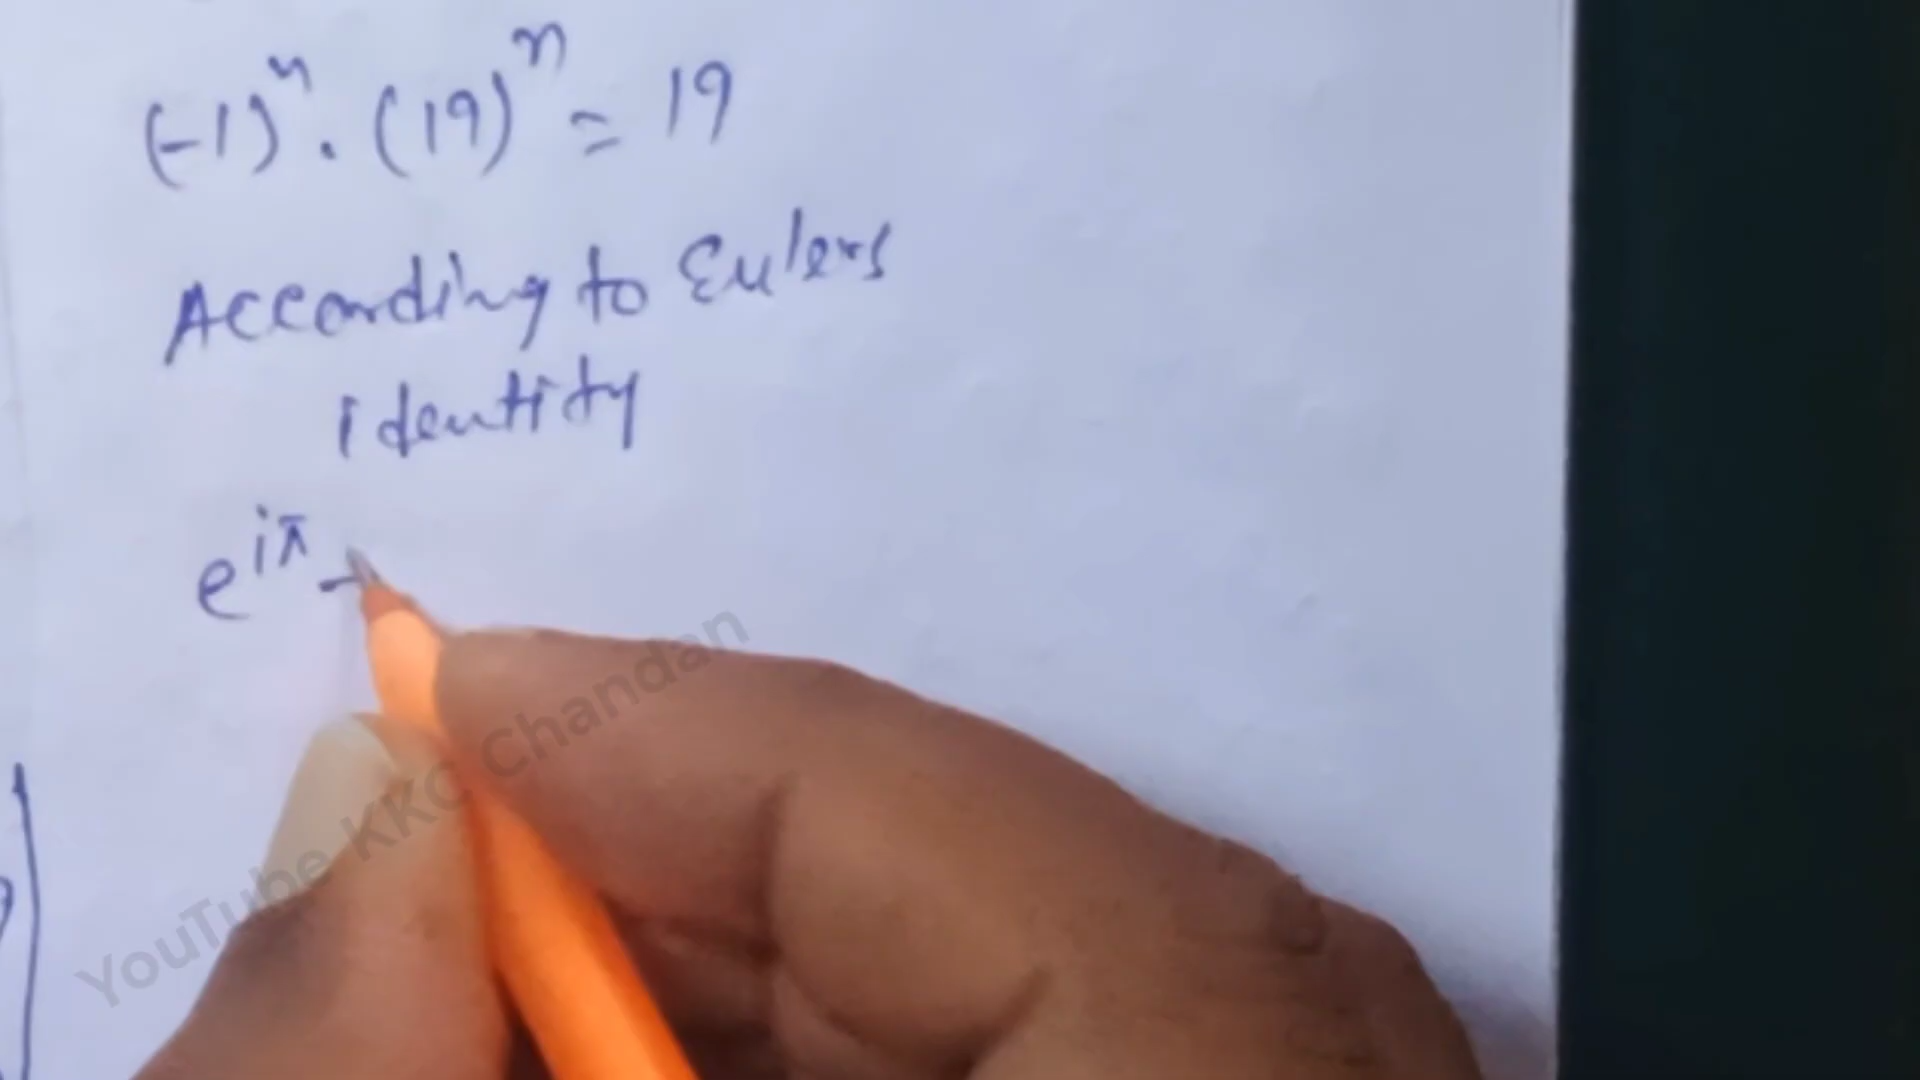 (-1)ⁿ . (19)ⁿ = 19
According to Eulers
identity
e^{iπ} -
YouTube KKC Chandan